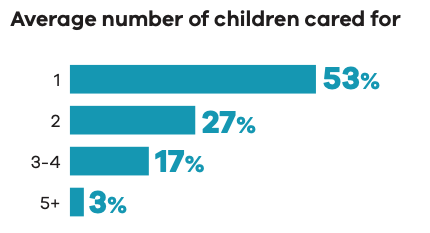 Average number of children cared for
1 53%
2 27%
3-4 17%
5+ 3%